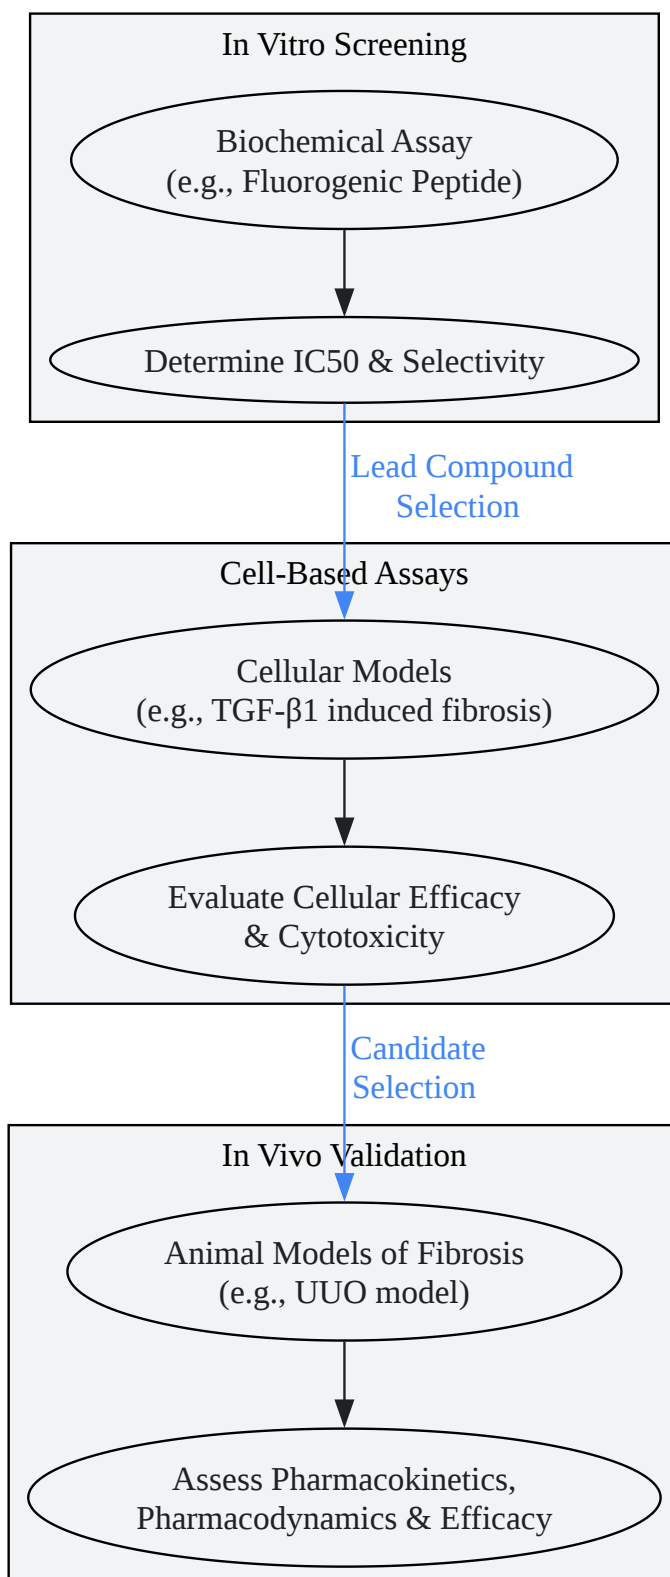 In Vitro Screening
Biochemical Assay
(e.g., Fluorogenic Peptide)
Determine IC50 & Selectivity
Lead Compound
Selection
Cell-Based Assays
Cellular Models
(e.g., TGF-β1 induced fibrosis)
Evaluate Cellular Efficacy
& Cytotoxicity
Candidate
Selection
In Vivo Validation
Animal Models of Fibrosis
(e.g., UUO model)
Assess Pharmacokinetics,
Pharmacodynamics & Efficacy